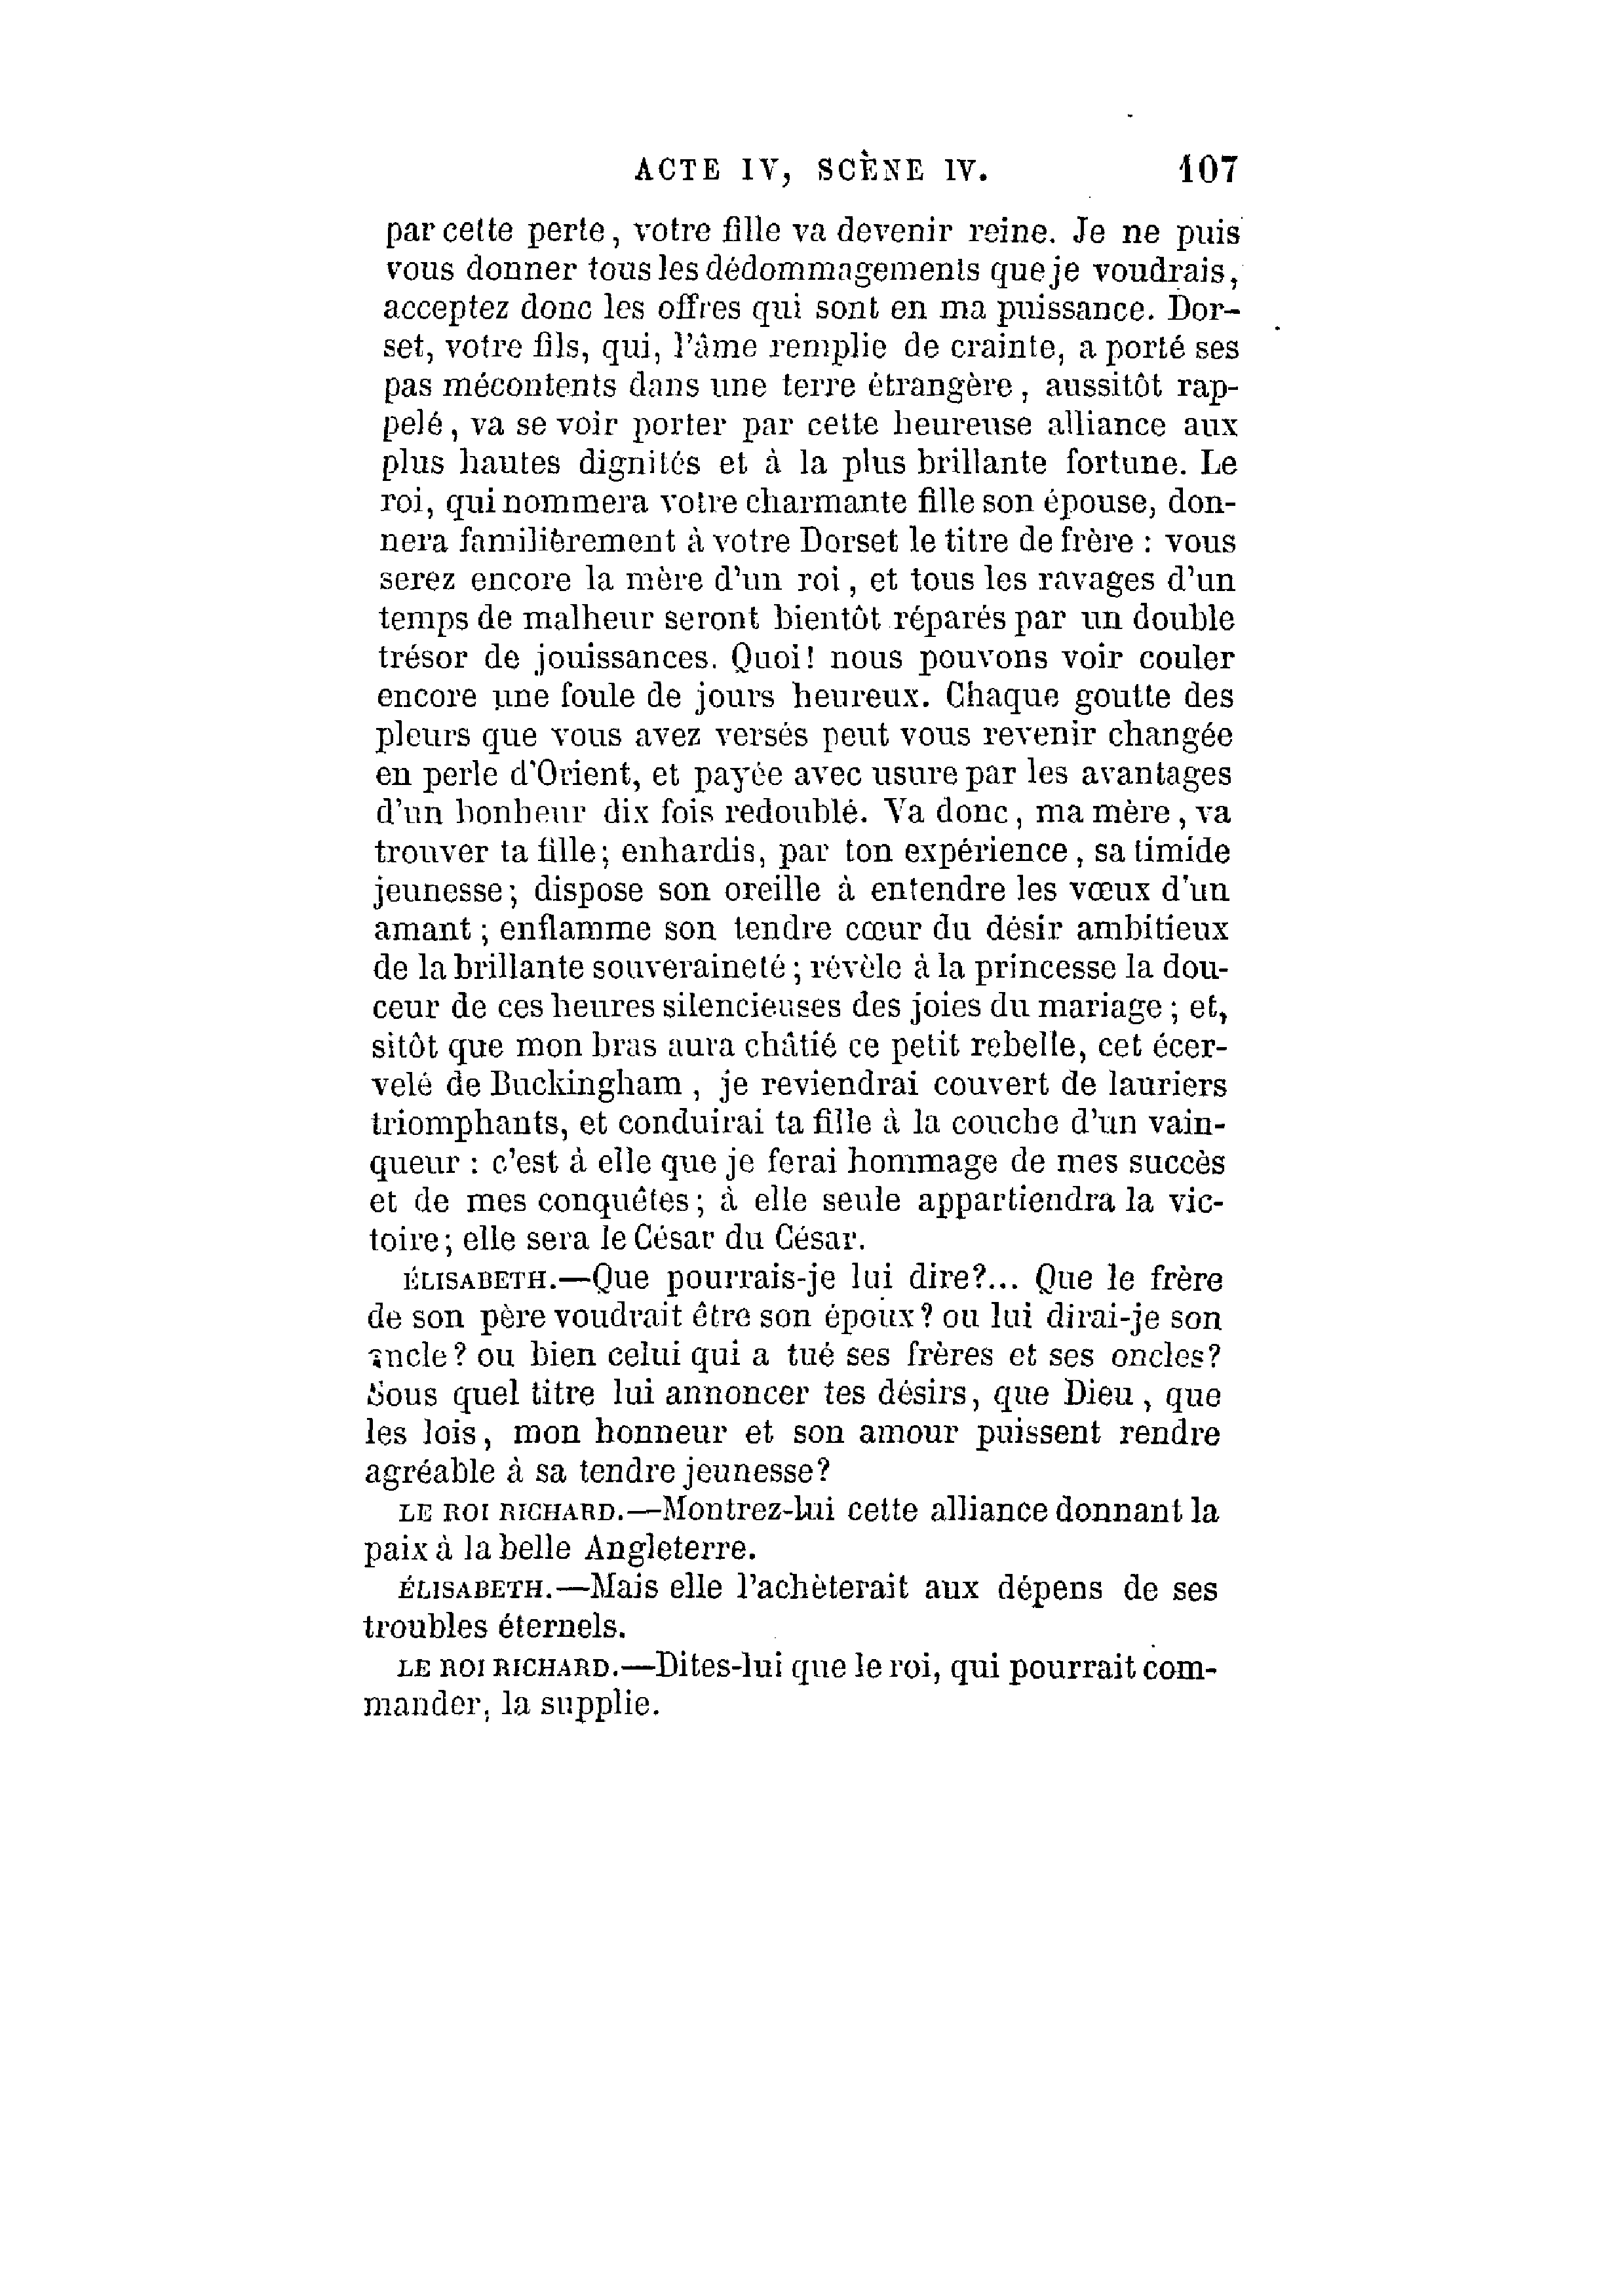 ACTE IV, SCÈNE IV. 107
par cette perte, votre fille va devenir reine. Je ne puis
vous donner tous les dédommagements que je voudrais,
acceptez donc les offres qui sont en ma puissance. Dor-
set, votre fils, qui, l'âme remplie de crainte, a porté ses
pas mécontents dans une terre étrangère, aussitôt rap-
pelé, va se voir porter par cette heureuse alliance aux
plus hautes dignités et à la plus brillante fortune. Le
roi, qui nommera votre charmante fille son épouse, don-
nera familièrement à votre Dorset le titre de frère : vous
serez encore la mère d'un roi, et tous les ravages d'un
temps de malheur seront bientôt réparés par un double
trésor de jouissances. Quoi! nous pouvons voir couler
encore une foule de jours heureux. Chaque goutte des
pleurs que vous avez versés peut vous revenir changée
en perle d'Orient, et payée avec usure par les avantages
d'un bonheur dix fois redoublé. Va donc, ma mère, va
trouver ta fille; enhardis, par ton expérience, sa timide
jeunesse; dispose son oreille à entendre les vœux d'un
amant ; enflamme son tendre cœur du désir ambitieux
de la brillante souveraineté ; révèle à la princesse la dou-
ceur de ces heures silencieuses des joies du mariage ; et,
sitôt que mon bras aura châtié ce petit rebelle, cet écer-
velé de Buckingham, je reviendrai couvert de lauriers
triomphants, et conduirai ta fille à la couche d'un vain-
queur : c'est à elle que je ferai hommage de mes succès
et de mes conquêtes; à elle seule appartiendra la vic-
toire; elle sera le César du César.
ÉLISABETH.—Que pourrais-je lui dire?... Que le frère
de son père voudrait être son époux? ou lui dirai-je son
oncle? ou bien celui qui a tué ses frères et ses oncles?
Sous quel titre lui annoncer tes désirs, que Dieu, que
les lois, mon honneur et son amour puissent rendre
agréable à sa tendre jeunesse?
LE ROI RICHARD.—Montrez-lui cette alliance donnant la
paix à la belle Angleterre.
ÉLISABETH.—Mais elle l'achèterait aux dépens de ses
troubles éternels.
LE ROI RICHARD.—Dites-lui que le roi, qui pourrait com-
mander, la supplie.